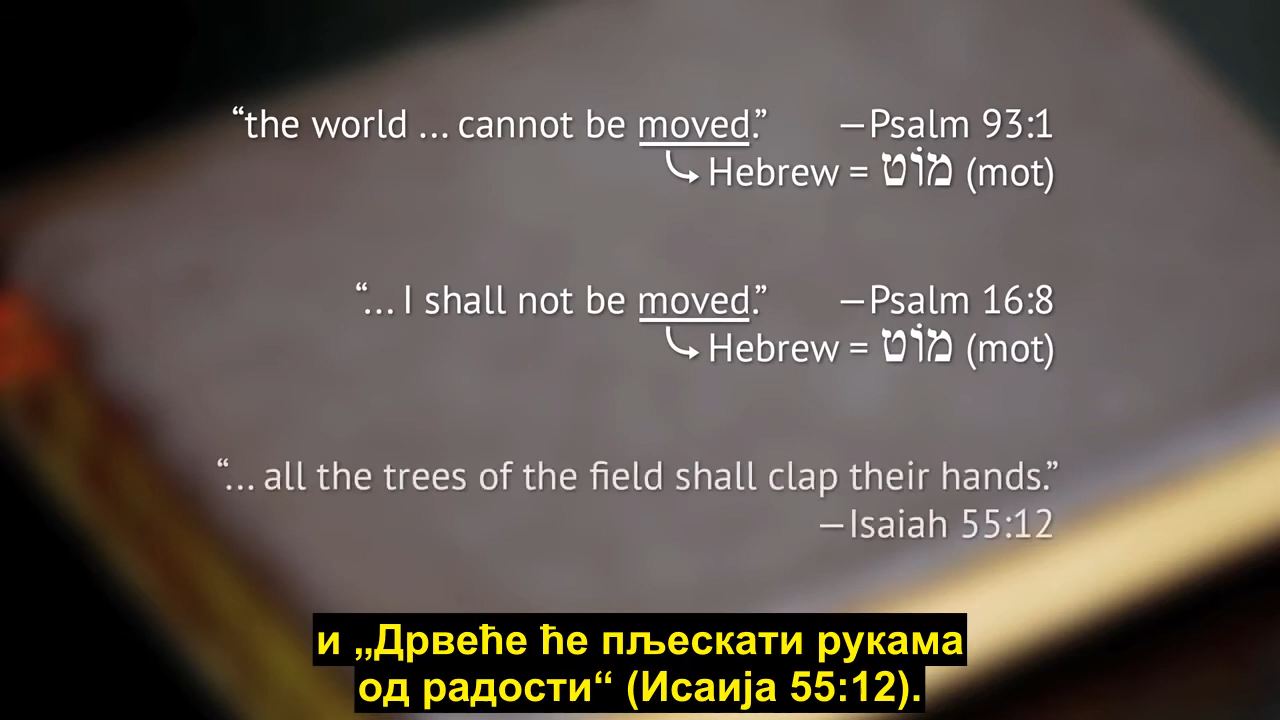 “the world ... cannot be moved.” —Psalm 93:1
Hebrew = מוֹט (mot)
“... I shall not be moved.” —Psalm 16:8
Hebrew = מוֹט (mot)
“... all the trees of the field shall clap their hands.”
—Isaiah 55:12
и „Дрвеће ће пљескати рукама
од радости“ (Исаија 55:12).